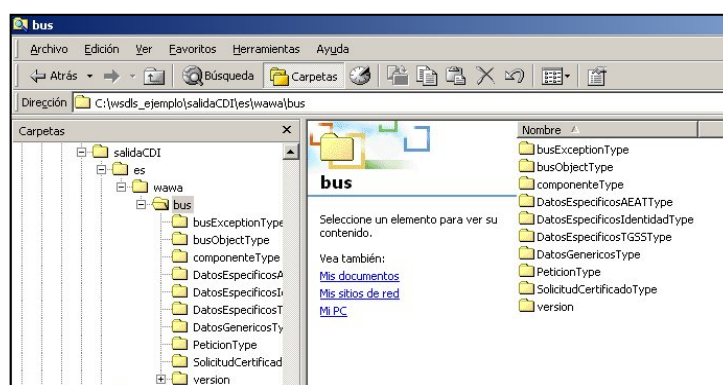 bus
Archivo Edición Ver Favoritos Herramientas Ayuda
Atrás Búsqueda Carpetas
Dirección C:\wsdls_ejemplo\salidaCDI\es\wawa\bus
Carpetas
salidaCDI
es
wawa
bus
busExceptionType
busObjectType
componenteType
DatosEspecificosA
DatosEspecificosI
DatosEspecificosT
DatosGenericosTy
PeticionType
SolicitudCertificad
version
bus
Seleccione un elemento para ver su
contenido.
Vea también:
Mis documentos
Mis sitios de red
Mi PC
Nombre
busExceptionType
busObjectType
componenteType
DatosEspecificosAEATType
DatosEspecificosIdentidadType
DatosEspecificosTGSSType
DatosGenericosType
PeticionType
SolicitudCertificadoType
version